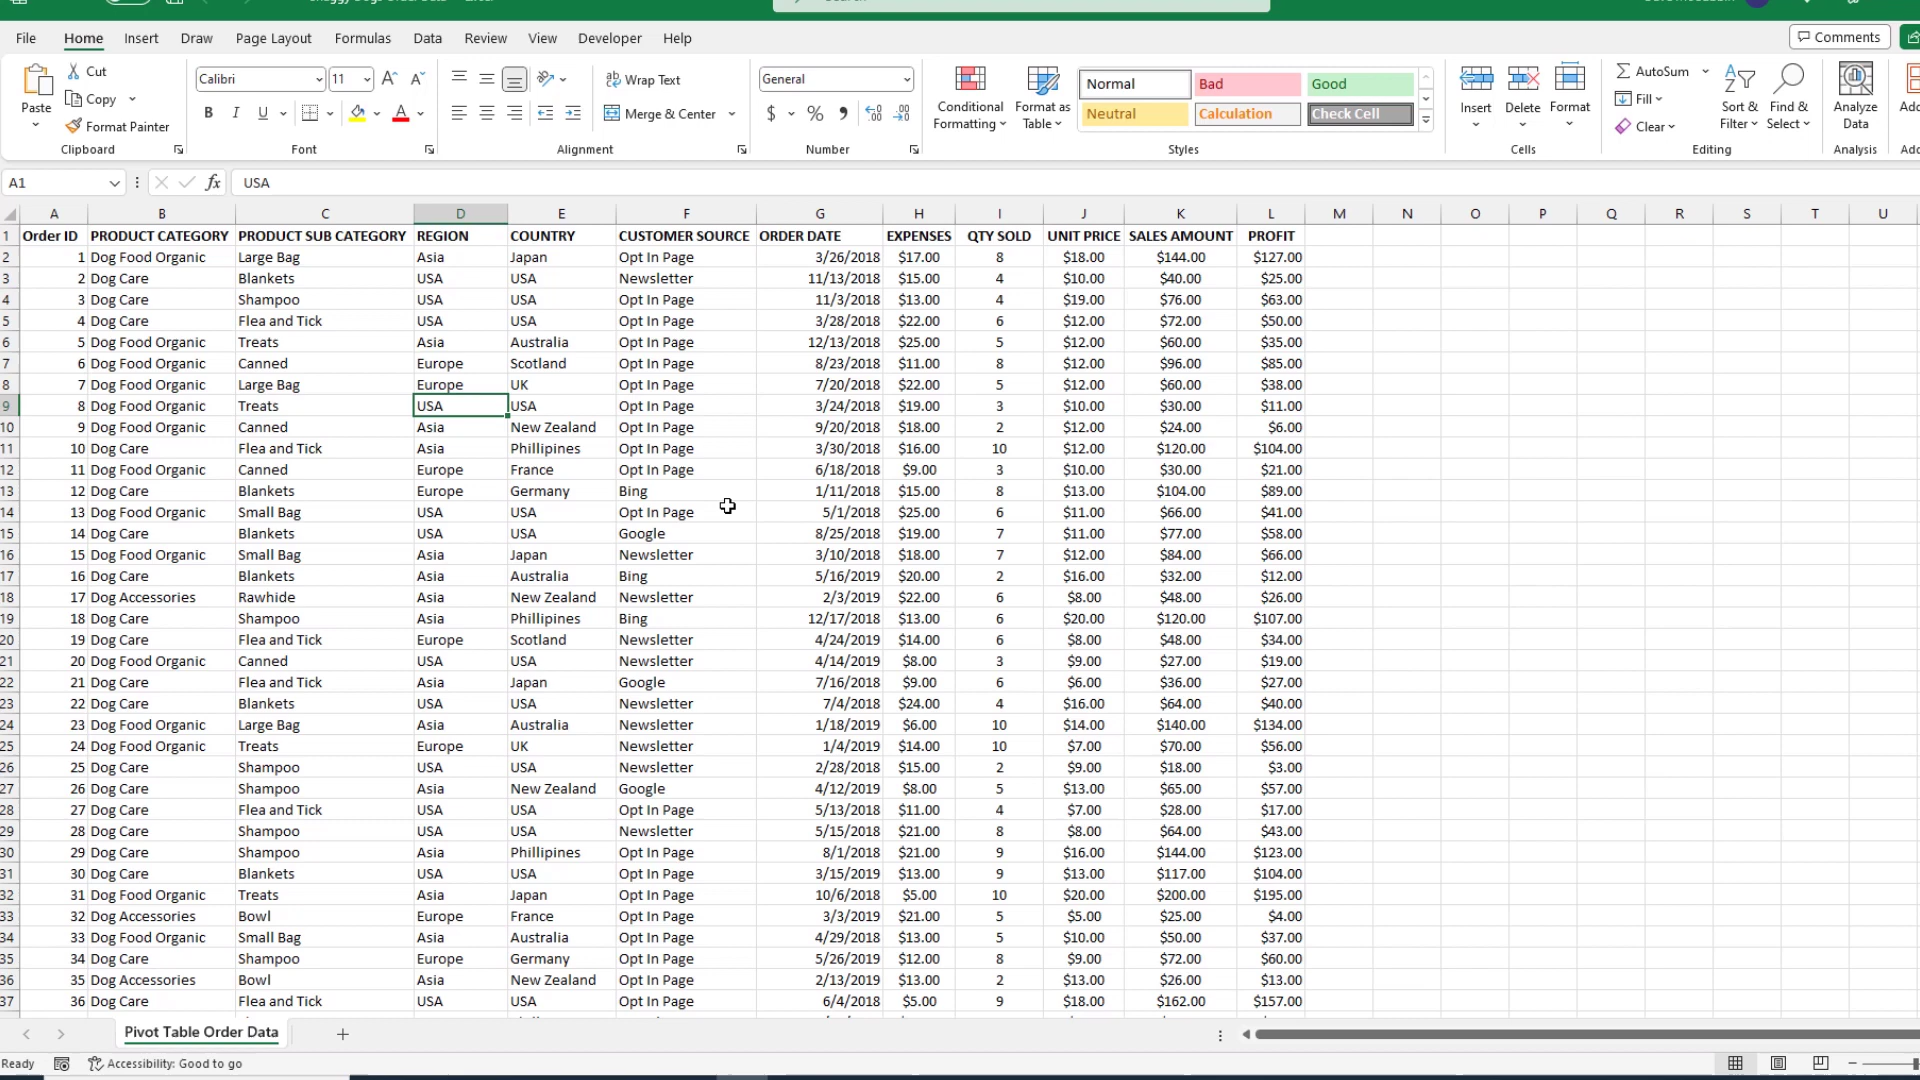 File Home Insert Draw Page Layout Formulas Data Review View Developer Help Comments
Paste Cut Copy Format Painter Clipboard
Calibri 11 Font
Wrap Text Merge & Center Alignment
General $ % Number
Conditional Formatting Format as Table
Normal Bad Good
Neutral Calculation Check Cell
Styles
Insert Delete Format Cells
AutoSum Fill Clear Sort & Filter Find & Select Editing
Analyze Data Analysis
A1 fx USA
A B C D E F G H I J K L M N O P Q R S T U
1 Order ID PRODUCT CATEGORY PRODUCT SUB CATEGORY REGION COUNTRY CUSTOMER SOURCE ORDER DATE EXPENSES QTY SOLD UNIT PRICE SALES AMOUNT PROFIT
2 1 Dog Food Organic Large Bag Asia Japan Opt In Page 3/26/2018 $17.00 8 $18.00 $144.00 $127.00
3 2 Dog Care Blankets USA USA Newsletter 11/13/2018 $15.00 4 $10.00 $40.00 $25.00
4 3 Dog Care Shampoo USA USA Opt In Page 11/3/2018 $13.00 4 $19.00 $76.00 $63.00
5 4 Dog Care Flea and Tick USA USA Opt In Page 3/28/2018 $22.00 6 $12.00 $72.00 $50.00
6 5 Dog Food Organic Treats Asia Australia Opt In Page 12/13/2018 $25.00 5 $12.00 $60.00 $35.00
7 6 Dog Food Organic Canned Europe Scotland Opt In Page 8/23/2018 $11.00 8 $12.00 $96.00 $85.00
8 7 Dog Food Organic Large Bag Europe UK Opt In Page 7/20/2018 $22.00 5 $12.00 $60.00 $38.00
9 8 Dog Food Organic Treats USA USA Opt In Page 3/24/2018 $19.00 3 $10.00 $30.00 $11.00
10 9 Dog Food Organic Canned Asia New Zealand Opt In Page 9/20/2018 $18.00 2 $12.00 $24.00 $6.00
11 10 Dog Care Flea and Tick Asia Phillipines Opt In Page 3/30/2018 $16.00 10 $12.00 $120.00 $104.00
12 11 Dog Food Organic Canned Europe France Opt In Page 6/18/2018 $9.00 3 $10.00 $30.00 $21.00
13 12 Dog Care Blankets Europe Germany Bing 1/11/2018 $15.00 8 $13.00 $104.00 $89.00
14 13 Dog Food Organic Small Bag USA USA Opt In Page 5/1/2018 $25.00 6 $11.00 $66.00 $41.00
15 14 Dog Care Blankets USA USA Google 8/25/2018 $19.00 7 $11.00 $77.00 $58.00
16 15 Dog Food Organic Small Bag Asia Japan Newsletter 3/10/2018 $18.00 7 $12.00 $84.00 $66.00
17 16 Dog Care Blankets Asia Australia Bing 5/16/2019 $20.00 2 $16.00 $32.00 $12.00
18 17 Dog Accessories Rawhide Asia New Zealand Newsletter 2/3/2019 $22.00 6 $8.00 $48.00 $26.00
19 18 Dog Care Shampoo Asia Phillipines Bing 12/17/2018 $13.00 6 $20.00 $120.00 $107.00
20 19 Dog Care Flea and Tick Europe Scotland Newsletter 4/24/2019 $14.00 6 $8.00 $48.00 $34.00
21 20 Dog Food Organic Canned USA USA Newsletter 4/14/2019 $8.00 3 $9.00 $27.00 $19.00
22 21 Dog Care Flea and Tick Asia Japan Google 7/16/2019 $9.00 6 $6.00 $36.00 $27.00
23 22 Dog Care Blankets USA USA Newsletter 7/4/2018 $24.00 4 $16.00 $64.00 $40.00
24 23 Dog Food Organic Large Bag Asia Australia Newsletter 1/18/2019 $6.00 10 $14.00 $140.00 $134.00
25 24 Dog Food Organic Treats Europe UK Newsletter 1/4/2019 $14.00 10 $7.00 $70.00 $56.00
26 25 Dog Care Shampoo USA USA Newsletter 2/28/2019 $15.00 2 $9.00 $18.00 $3.00
27 26 Dog Care Shampoo Asia New Zealand Google 4/12/2019 $8.00 5 $13.00 $65.00 $57.00
28 27 Dog Care Flea and Tick USA USA Opt In Page 5/13/2018 $11.00 4 $7.00 $28.00 $17.00
29 28 Dog Care Shampoo USA USA Newsletter 5/15/2018 $21.00 8 $8.00 $64.00 $43.00
30 29 Dog Care Shampoo Asia Phillipines Opt In Page 8/1/2018 $21.00 9 $16.00 $144.00 $123.00
31 30 Dog Care Blankets USA USA Opt In Page 3/15/2019 $13.00 9 $13.00 $117.00 $104.00
32 31 Dog Food Organic Treats Asia Japan Opt In Page 10/6/2018 $5.00 10 $20.00 $200.00 $195.00
33 32 Dog Accessories Bowl Europe France Opt In Page 3/3/2019 $21.00 5 $5.00 $25.00 $4.00
34 33 Dog Food Organic Small Bag Asia Australia Opt In Page 4/29/2018 $13.00 5 $10.00 $50.00 $37.00
35 34 Dog Care Shampoo Europe Germany Opt In Page 5/26/2019 $12.00 8 $9.00 $72.00 $60.00
36 35 Dog Accessories Bowl Asia New Zealand Opt In Page 2/13/2019 $13.00 2 $13.00 $26.00 $13.00
37 36 Dog Care Flea and Tick USA USA Opt In Page 6/4/2018 $5.00 9 $18.00 $162.00 $157.00
Pivot Table Order Data
Ready Accessibility: Good to go